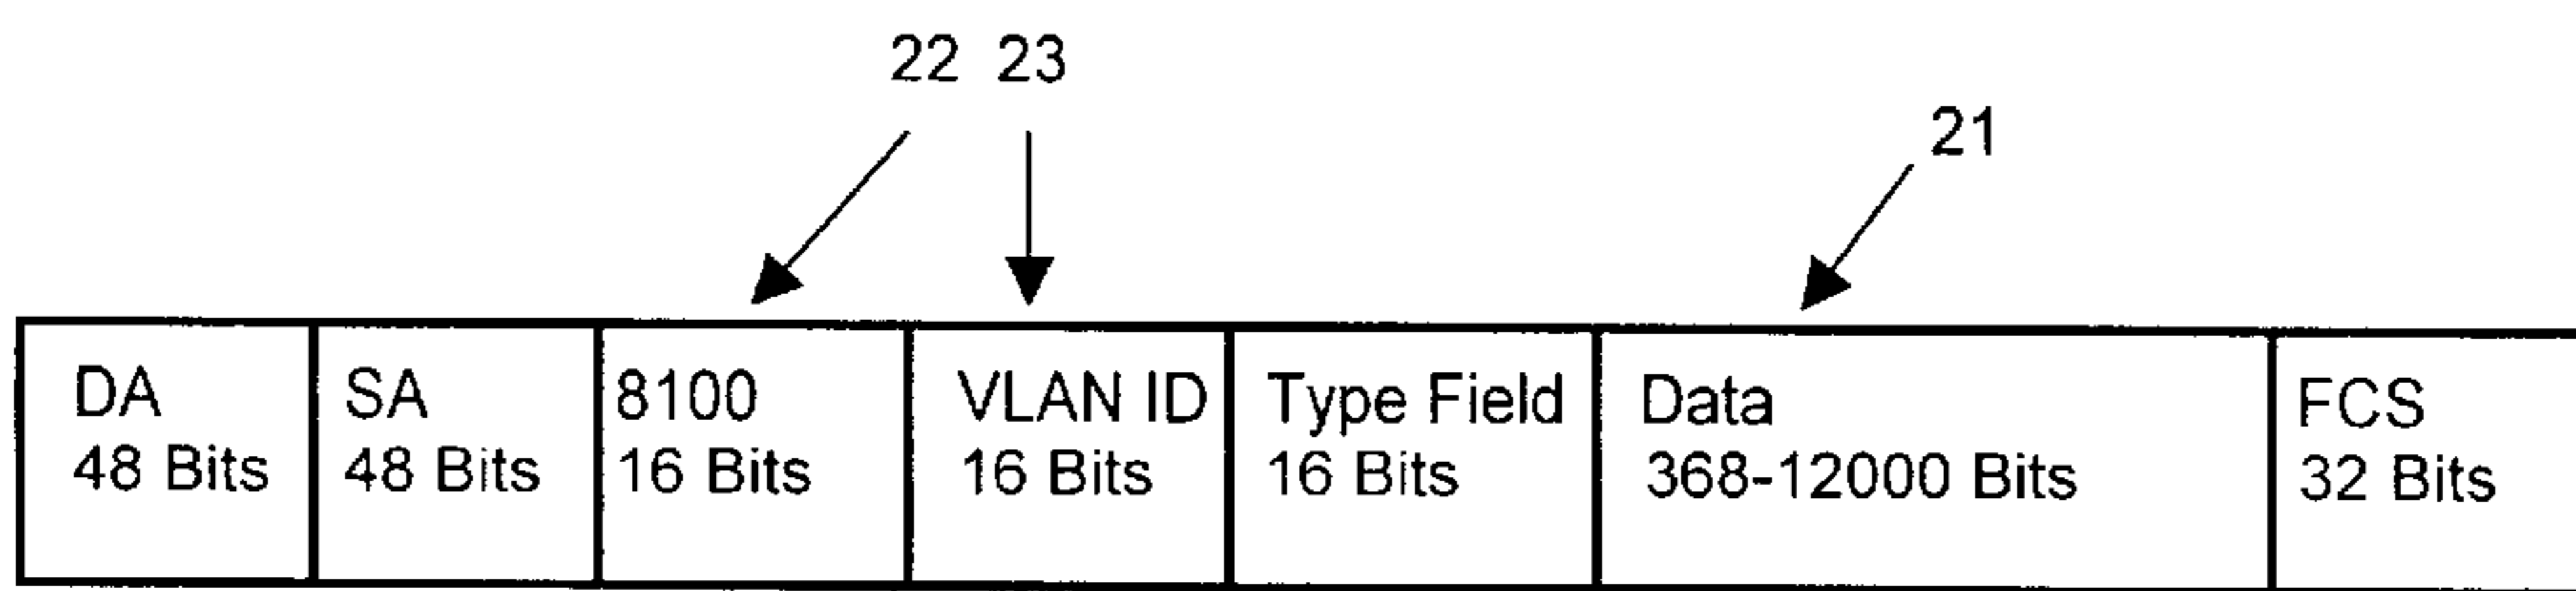 22 23
21
DA
48 Bits
SA
48 Bits
8100
16 Bits
VLAN ID
16 Bits
Type Field
16 Bits
Data
368-12000 Bits
FCS
32 Bits